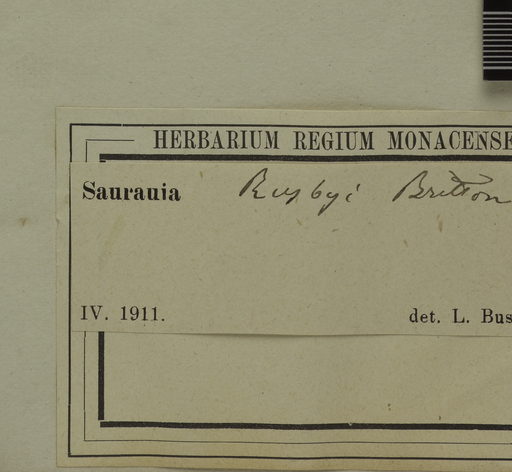 HERBARIUM REGIUM MONACENSE
Saurauia Rusbyi Britton
IV. 1911. det. L. Bus